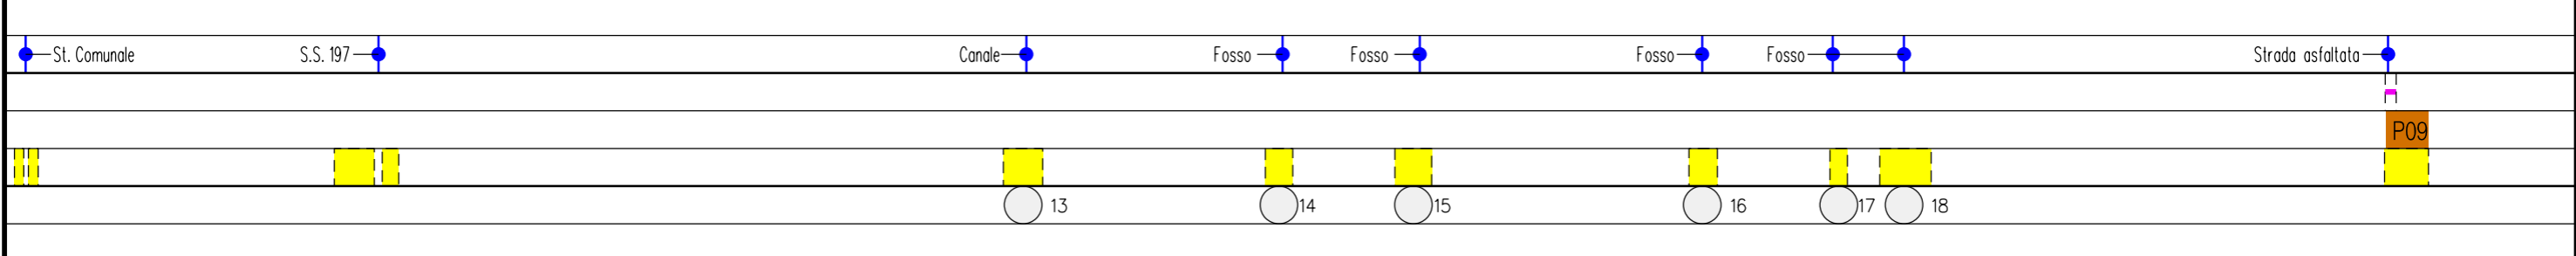 St. Comunale S.S. 197 Canale Fosso Fosso Fosso Fosso Strada asfaltata
P09
13 14 15 16 17 18